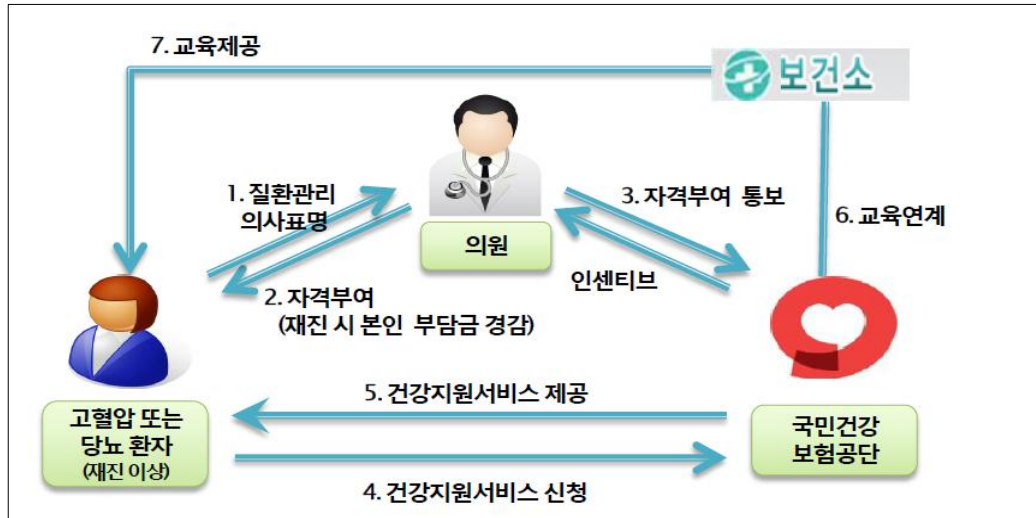 7. 교육제공
보건소
1. 질환관리
의사표명
3. 자격부여 통보
6. 교육연계
의원
인센티브
2. 자격부여
(재진 시 본인 부담금 경감)
5. 건강지원서비스 제공
고혈압 또는
당뇨 환자
(재진 이상)
국민건강
보험공단
4. 건강지원서비스 신청